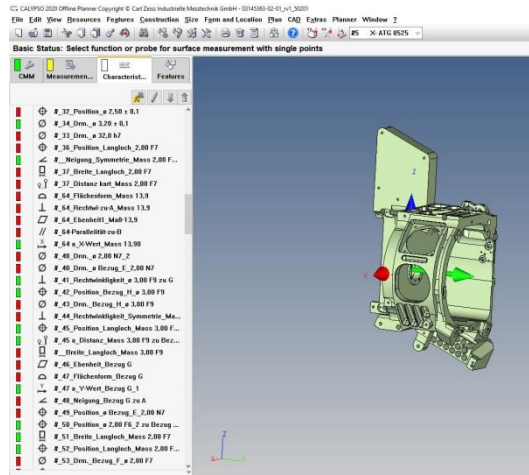 CALYPSO 2020 Offline Planner Copyright © Carl Zeiss Industrielle Messtechnik GmbH - 03145363-02-01_rv1_50201
File Edit View Resources Features Construction Size Form and Location Plan CAD Extras Planner Window ?
#5 X- ATG 8525
Basic Status: Select function or probe for surface measurement with single points
CMM Measuremen... Characterist... Features
#_32_Position_ø 2,50 ± 0,1
#_34_Drm._ø 3,20 ± 0,1
#_33_Drm._ø 32,0 h7
#_36_Position_Langloch_2,00 F7
#__Neigung_Symmetrie_Mass 2,00 F...
#_37_Breite_Langloch_2,00 F7
#_37_Distanz kart_Mass 2,00 F7
#_64_Flächenform_Mass 13,9
#_64_Rechtwi-zu-A_Mass 13,9
#_64_Ebenheit1_Maß-13,9
#_64-Parallelität-zu-B
#_64 a_X-Wert_Mass 13,90
#_40_Drm._ø 2,00 N7_2
#_40_Drm._ø Bezug_E_2,00 N7
#_41_Rechtwinkligkeit_ø 3,00 F9 zu G
#_42_Position_Bezug_H_ø 3,00 F9
#_43_Drm._Bezug_H_ø 3,00 F9
#_44_Rechtwinkligkeit_Symmetrie_Ma...
#_45_Position_Langloch_Mass 3,00 F...
#_45 a_Distanz_Mass 3,00 F9 zu Bez...
#__Breite_Langloch_Mass 3,00 F9
#_46_Ebenheit_Bezug G
#_47_Flächenform_Bezug G
#_47 a_Y-Wert_Bezug G_1
#_48_Neigung_Bezug G zu A
#_49_Position_ø Bezug_E_2,00 N7
#_50_Position_ø 2,00 F6_2 zu Bezug ...
#_51_Breite_Langloch_Mass 2,00 F7
#_52_Position_Langloch_Mass 2,00 F7
#_53_Drm._Bezug_F_ø 2,00 F7
Z
X
Z
X